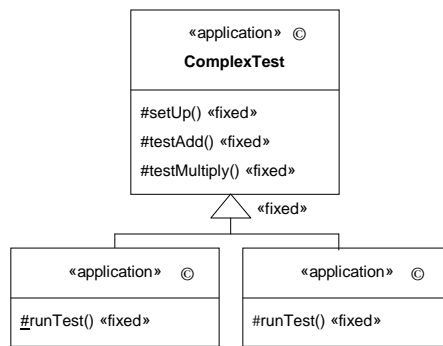 «application» ©
ComplexTest
#setUp() «fixed»
#testAdd() «fixed»
#testMultiply() «fixed»
«fixed»
«application» ©
#runTest() «fixed»
«application» ©
#runTest() «fixed»